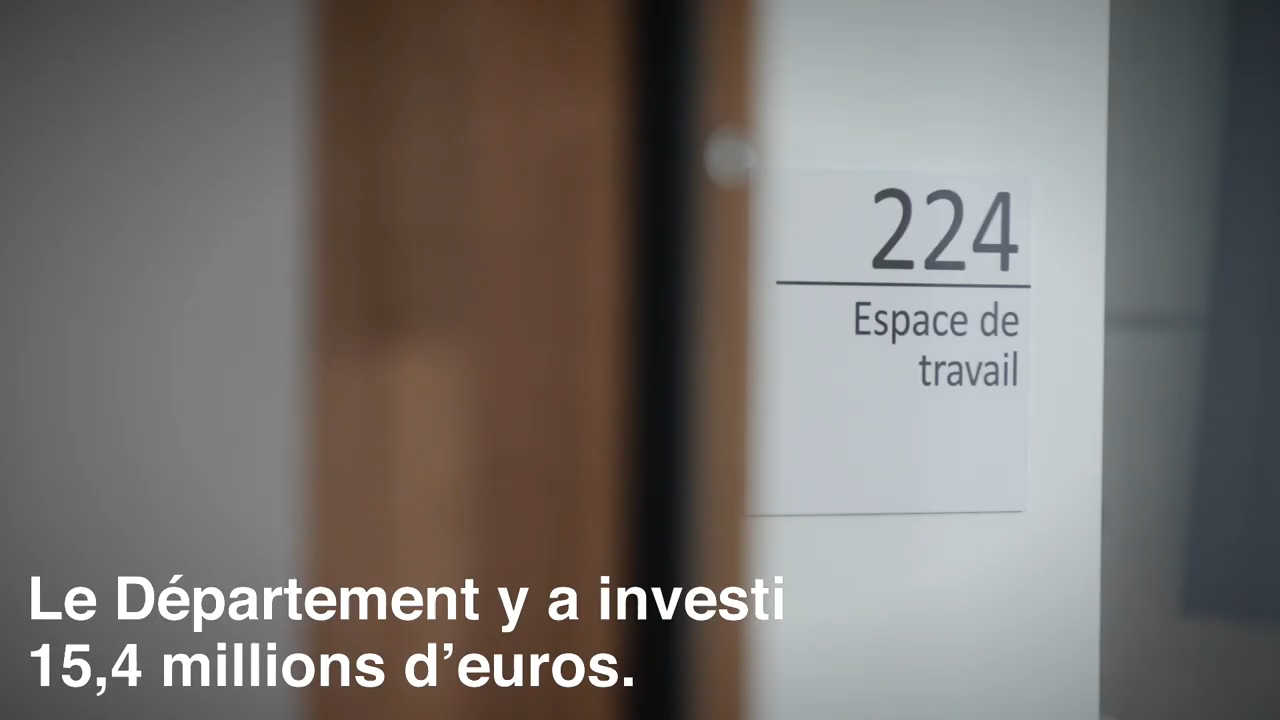 224
Espace de
travail
Le Département y a investi
15,4 millions d’euros.